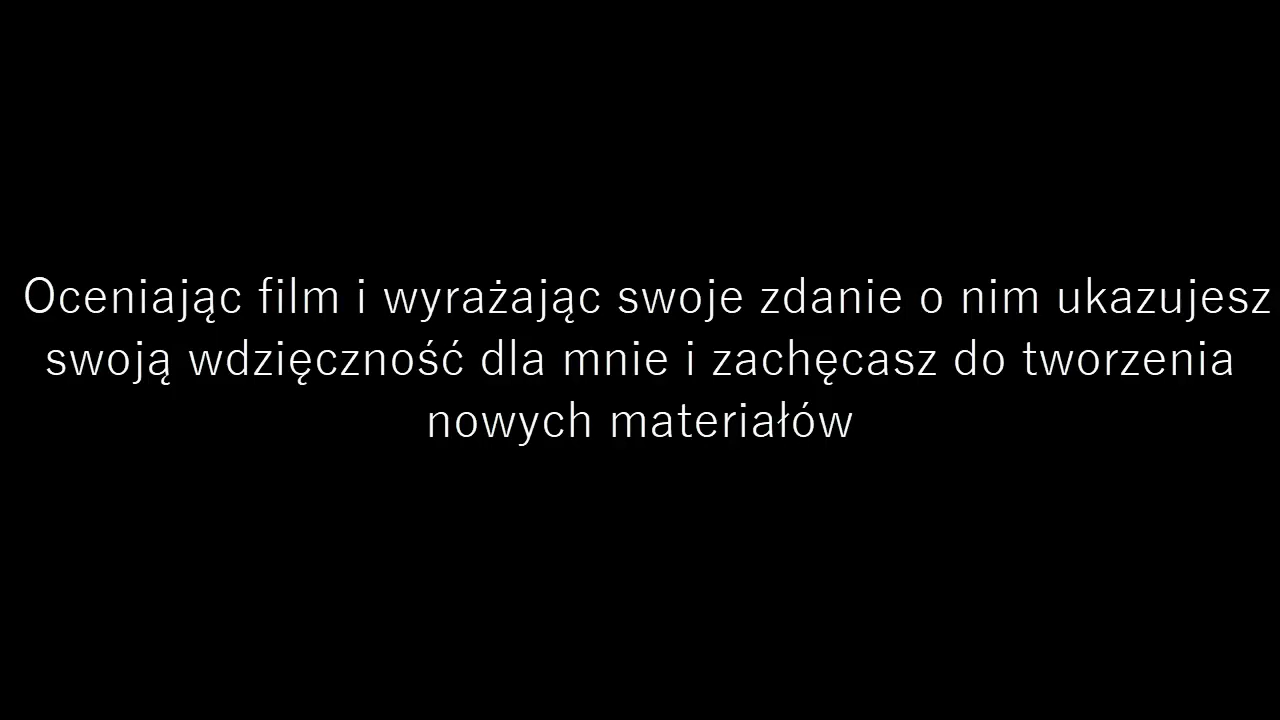 Oceniając film i wyrażając swoje zdanie o nim ukazujesz
swoją wdzięczność dla mnie i zachęcasz do tworzenia
nowych materiałów